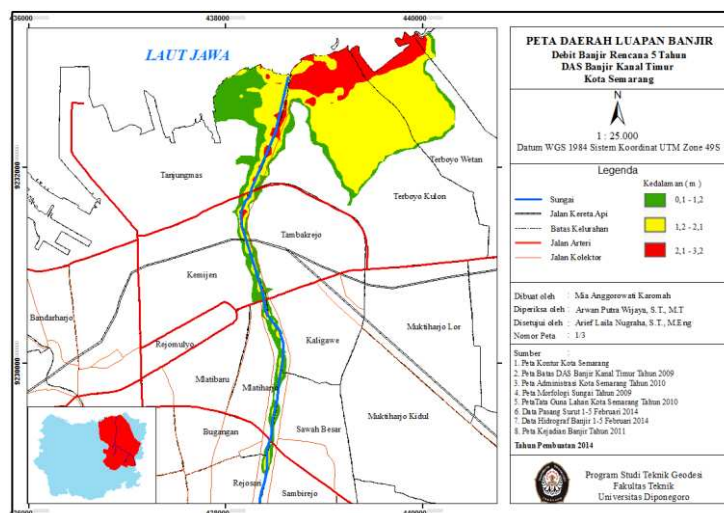 436000
438000
440000
9232000
9230000
LAUT JAWA
Tanjungmas
Terboyo Wetan
Terboyo Kulon
Tambakrejo
Kemijen
Bandarharjo
Rejomulyo
Kaligawe
Muktiharjo Lor
Mlatibaru
Mlatiharjo
Muktiharjo Kidul
Bugangan
Sawah Besar
Rejosari
Sambirejo
436000
438000
440000
PETA DAERAH LUAPAN BANJIR
Debit Banjir Rencana 5 Tahun
DAS Banjir Kanal Timur
Kota Semarang
N
1 : 25.000
Datum WGS 1984 Sistem Koordinat UTM Zone 49S
Legenda
Kedalaman ( m )
Sungai
Jalan Kereta Api
Batas Kelurahan
Jalan Arteri
Jalan Kolektor
0,1 - 1,2
1,2 - 2,1
2,1 - 3,2
Dibuat oleh : Mia Anggorowati Karomah
Diperiksa oleh : Arwan Putra Wijaya, S.T., M.T
Disetujui oleh : Arief Laila Nugraha, S.T., M.Eng
Nomor Peta : 1/3
Sumber :
1. Peta Kontur Kota Semarang
2. Peta Batas DAS Banjir Kanal Timur Tahun 2009
3. Peta Administrasi Kota Semarang Tahun 2010
4. Peta Morfologi Sungai Tahun 2009
5. PetaTata Guna Lahan Kota Semarang Tahun 2010
6. Data Pasang Surut 1-5 Februari 2014
7. Data Hidrograf Banjir 1-5 Februari 2014
8. Peta Kejadian Banjir Tahun 2011
Tahun Pembuatan 2014
Program Studi Teknik Geodesi
Fakultas Teknik
Universitas Diponegoro